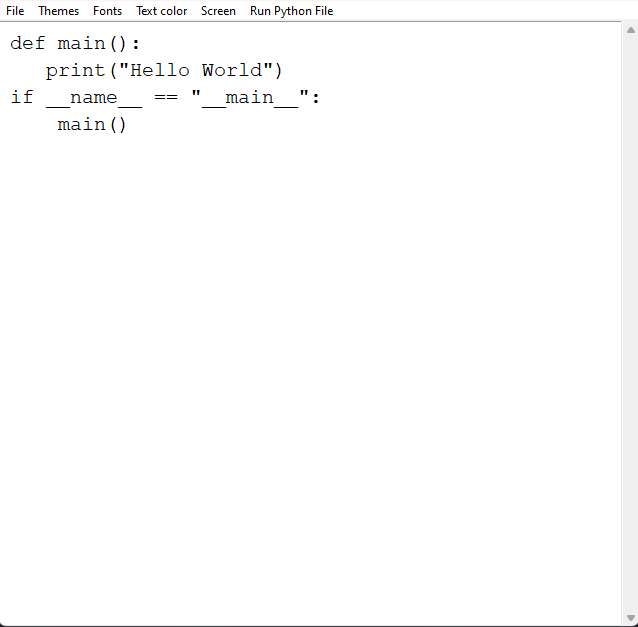 File Themes Fonts Text color Screen Run Python File
def main():
   print("Hello World")
if __name__ == "__main__":
    main()